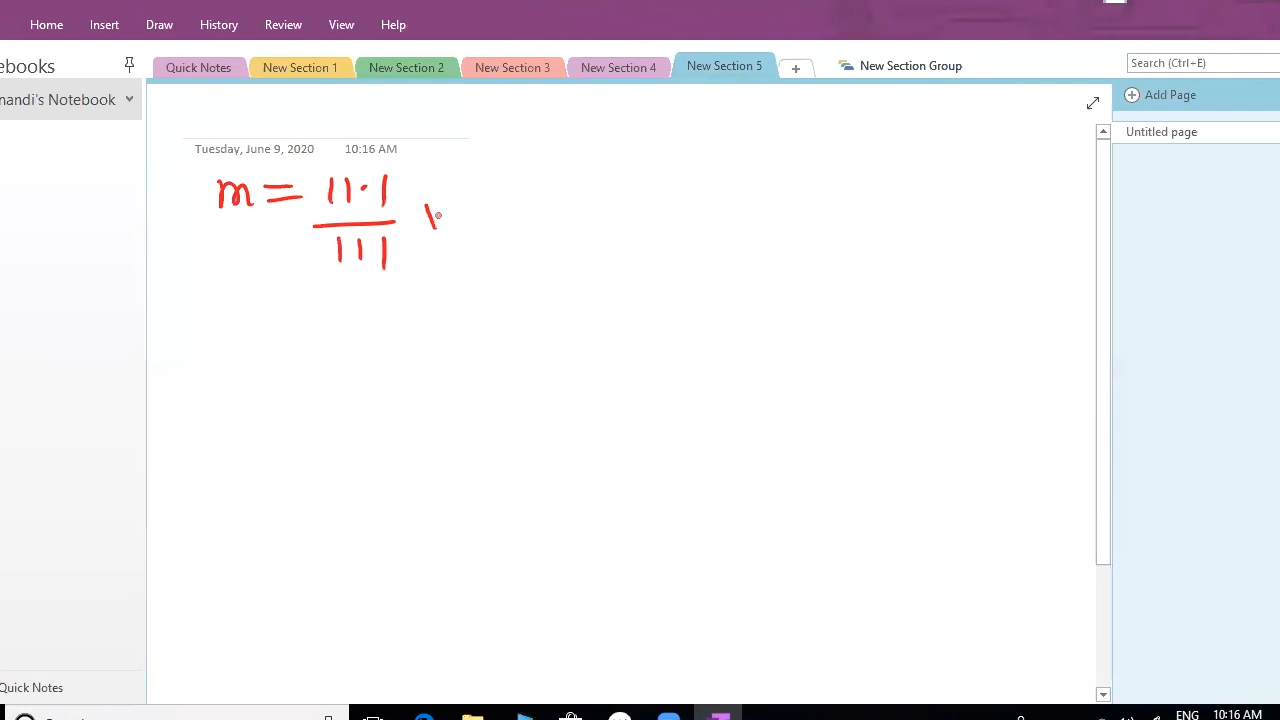 Home Insert Draw History Review View Help
ebooks
Quick Notes New Section 1 New Section 2 New Section 3 New Section 4 New Section 5 + New Section Group Search (Ctrl+E)
nandi's Notebook
Add Page
Untitled page
Tuesday, June 9, 2020 10:16 AM
m = 11.1
111
Quick Notes
ENG 10:16 AM